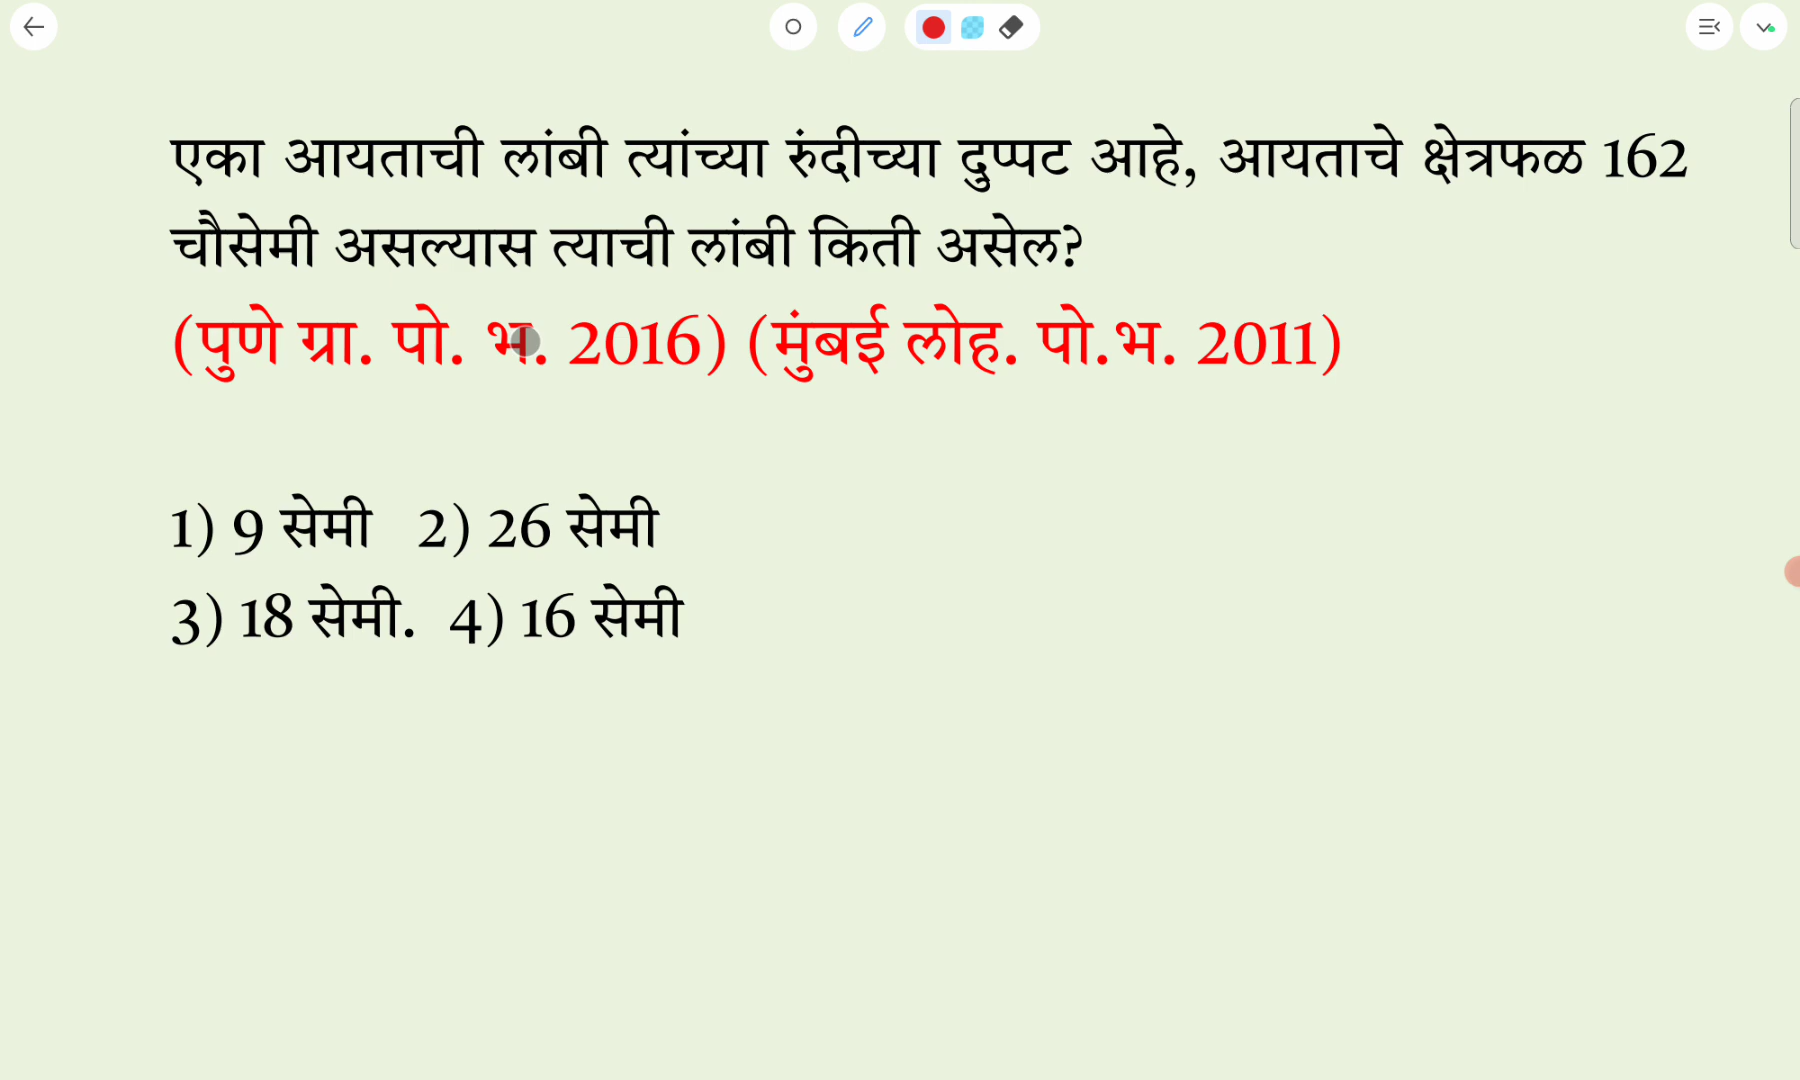 एका आयताची लांबी त्यांच्या रुंदीच्या दुप्पट आहे, आयताचे क्षेत्रफळ 162
चौसेमी असल्यास त्याची लांबी किती असेल?
(पुणे ग्रा. पो. भ. 2016) (मुंबई लोह. पो.भ. 2011)
1) 9 सेमी 2) 26 सेमी
3) 18 सेमी. 4) 16 सेमी